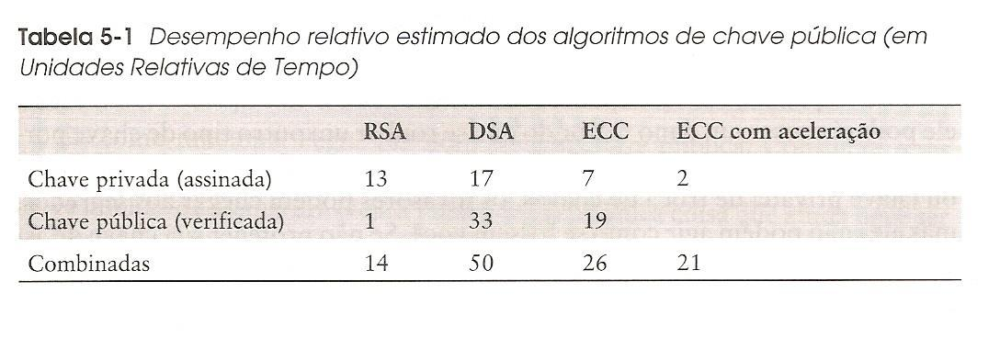 Tabela 5-1 Desempenho relativo estimado dos algoritmos de chave pública (em
Unidades Relativas de Tempo)
RSA DSA ECC ECC com aceleração
Chave privada (assinada) 13 17 7 2
Chave pública (verificada) 1 33 19
Combinadas 14 50 26 21